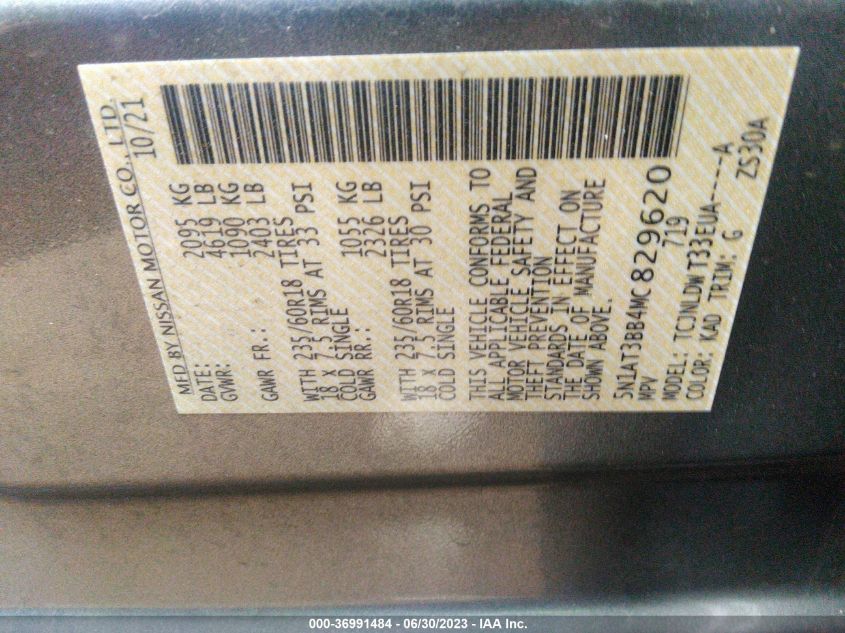 MFD BY NISSAN MOTOR CO., LTD.
DATE: 10/21
GVWR: 2095 KG
4619 LB
GAWR FR.: 1090 KG
2403 LB
WITH 235/60R18 TIRES
18 X 7.5 RIMS AT 33 PSI
COLD SINGLE
GAWR RR.: 1055 KG
2326 LB
WITH 235/60R18 TIRES
18 X 7.5 RIMS AT 30 PSI
COLD SINGLE
THIS VEHICLE CONFORMS TO
ALL APPLICABLE FEDERAL
MOTOR VEHICLE SAFETY AND
THEFT PREVENTION
STANDARDS IN EFFECT ON
THE DATE OF MANUFACTURE
SHOWN ABOVE..
5N1AT3BB4MC829620
MPV 719
MODEL: TCJNLDWT33EUA----A
COLOR: KAD TRIM: G ZS30A
000-36991484 - 06/30/2023 - IAA Inc.